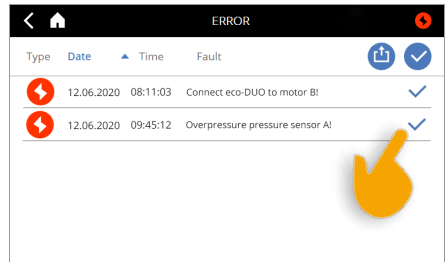 ERROR
Type Date Time Fault
12.06.2020 08:11:03 Connect eco-DUO to motor B!
12.06.2020 09:45:12 Overpressure pressure sensor A!